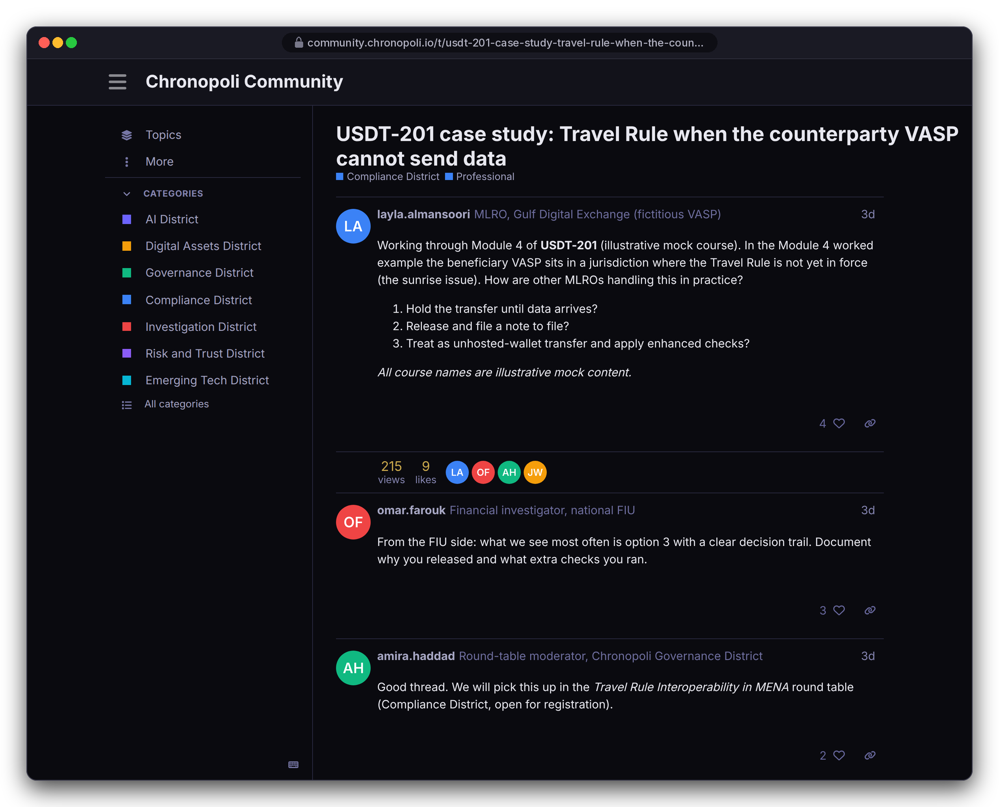 community.chronopoli.io/t/usdt-201-case-study-travel-rule-when-the-coun...
Chronopoli Community
Topics
More
CATEGORIES
AI District
Digital Assets District
Governance District
Compliance District
Investigation District
Risk and Trust District
Emerging Tech District
All categories
USDT-201 case study: Travel Rule when the counterparty VASP
cannot send data
Compliance District Professional
LA
layla.almansoori MLRO, Gulf Digital Exchange (fictitious VASP) 3d
Working through Module 4 of USDT-201 (illustrative mock course). In the Module 4 worked
example the beneficiary VASP sits in a jurisdiction where the Travel Rule is not yet in force
(the sunrise issue). How are other MLROs handling this in practice?
1. Hold the transfer until data arrives?
2. Release and file a note to file?
3. Treat as unhosted-wallet transfer and apply enhanced checks?
All course names are illustrative mock content.
4
215 9 LA OF AH JW
views likes
OF
omar.farouk Financial investigator, national FIU 3d
From the FIU side: what we see most often is option 3 with a clear decision trail. Document
why you released and what extra checks you ran.
3
AH
amira.haddad Round-table moderator, Chronopoli Governance District 3d
Good thread. We will pick this up in the Travel Rule Interoperability in MENA round table
(Compliance District, open for registration).
2